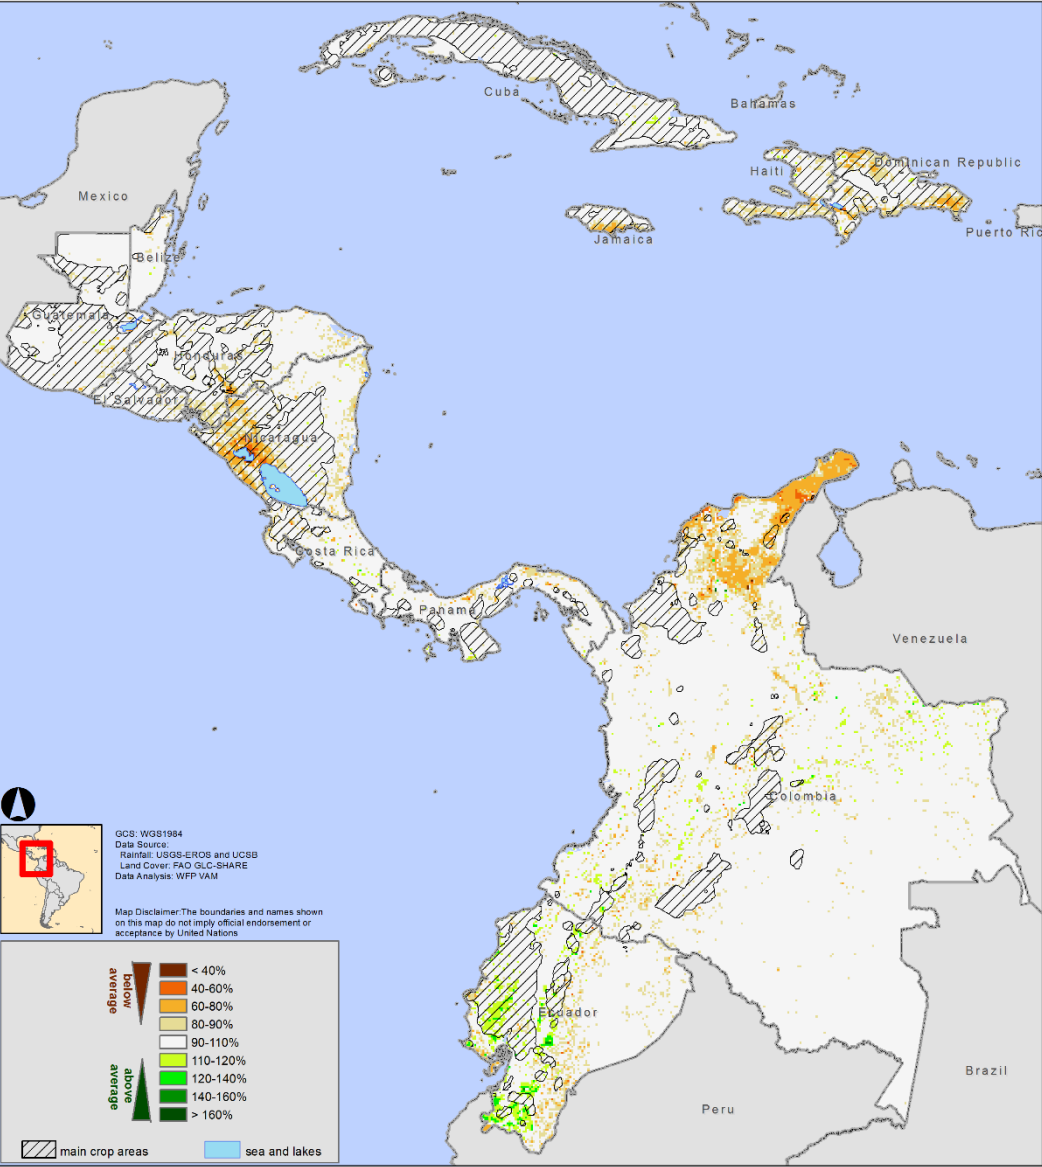 Cuba
Bahamas
Haiti
Dominican Republic
Mexico
Jamaica
Puerto Ric
Belize
Guatemala
Honduras
El Salvador
Nicaragua
Costa Rica
Panama
Venezuela
Colombia
Ecuador
Brazil
Peru
GCS: WGS1984
Data Source:
Rainfall: USGS-EROS and UCSB
Land Cover: FAO GLC-SHARE
Data Analysis: WFP VAM
Map Disclaimer:The boundaries and names shown
on this map do not imply official endorsement or
acceptance by United Nations
below
average
< 40%
40-60%
60-80%
80-90%
90-110%
110-120%
120-140%
140-160%
> 160%
above
average
main crop areas
sea and lakes